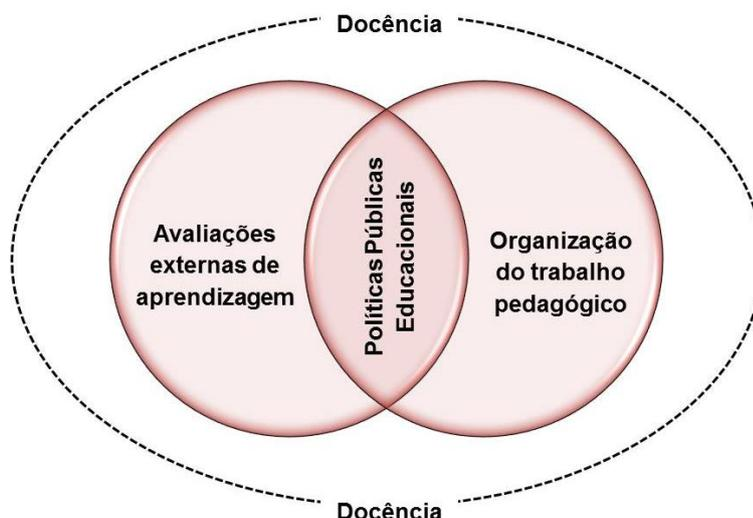 Docência
Avaliações
externas de
aprendizagem
Políticas Públicas
Educacionais
Organização
do trabalho
pedagógico
Docência